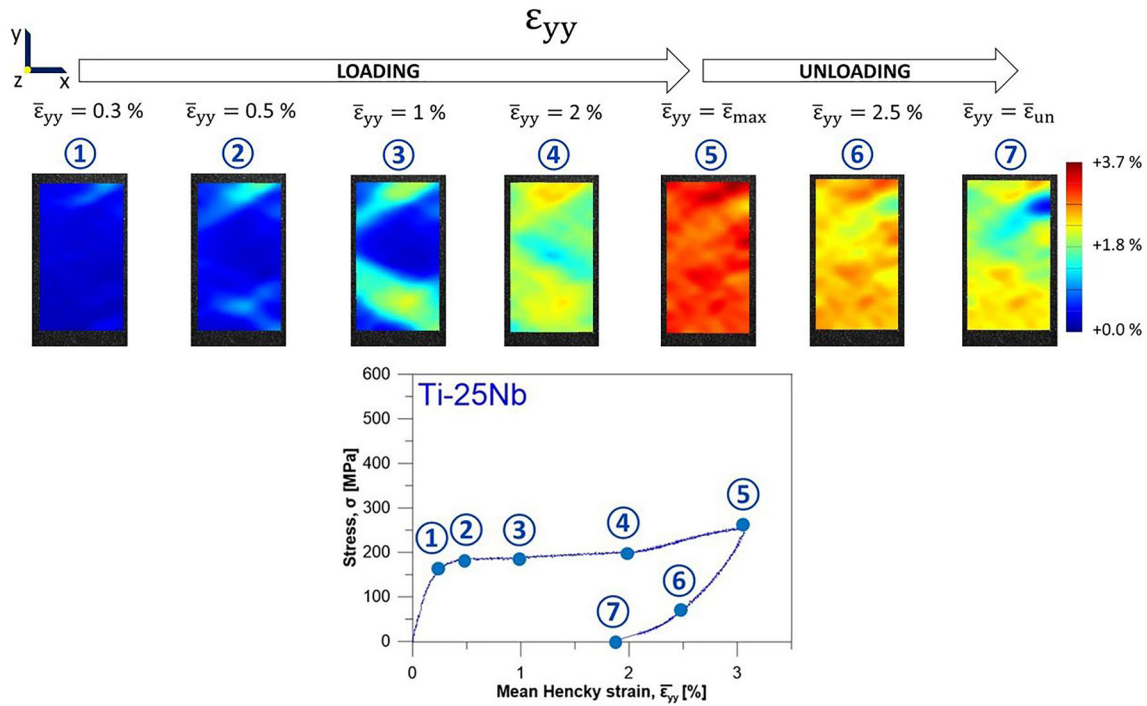 ε_yy
y
z x
LOADING
UNLOADING
ε̅_yy = 0.3 %
ε̅_yy = 0.5 %
ε̅_yy = 1 %
ε̅_yy = 2 %
ε̅_yy = ε̅_max
ε̅_yy = 2.5 %
ε̅_yy = ε̅_un
① ② ③ ④ ⑤ ⑥ ⑦
+3.7 %
+1.8 %
+0.0 %
Ti-25Nb
600
500
400
300
200
100
0
Stress, σ [MPa]
① ② ③ ④ ⑤ ⑥ ⑦
0 1 2 3
Mean Hencky strain, ε̅_yy [%]